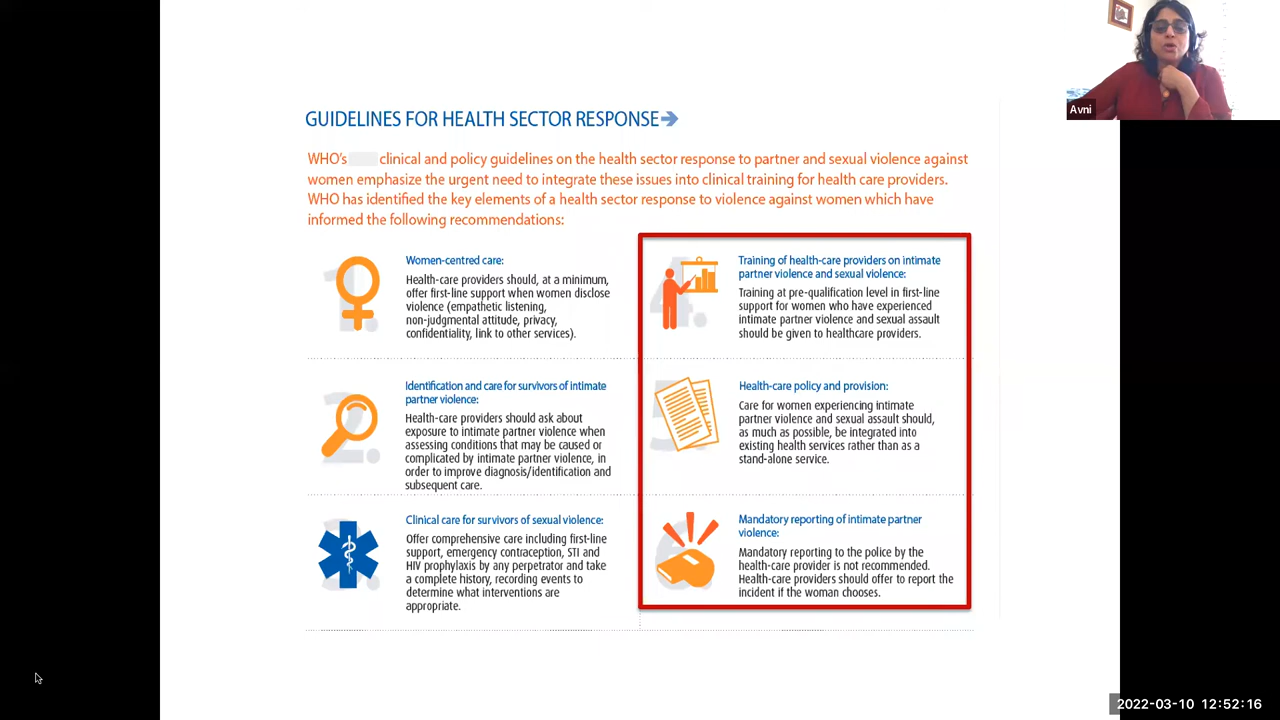 Avni
GUIDELINES FOR HEALTH SECTOR RESPONSE→
WHO's clinical and policy guidelines on the health sector response to partner and sexual violence against
women emphasize the urgent need to integrate these issues into clinical training for health care providers.
WHO has identified the key elements of a health sector response to violence against women which have
informed the following recommendations:
1.
Women-centred care:
Health-care providers should, at a minimum,
offer first-line support when women disclose
violence (empathetic listening,
non-judgmental attitude, privacy,
confidentiality, link to other services).
2.
Identification and care for survivors of intimate
partner violence:
Health-care providers should ask about
exposure to intimate partner violence when
assessing conditions that may be caused or
complicated by intimate partner violence, in
order to improve diagnosis/identification and
subsequent care.
3.
Clinical care for survivors of sexual violence:
Offer comprehensive care including first-line
support, emergency contraception, STI and
HIV prophylaxis by any perpetrator and take
a complete history, recording events to
determine what interventions are
appropriate.
4.
Training of health-care providers on intimate
partner violence and sexual violence:
Training at pre-qualification level in first-line
support for women who have experienced
intimate partner violence and sexual assault
should be given to healthcare providers.
5.
Health-care policy and provision:
Care for women experiencing intimate
partner violence and sexual assault should,
as much as possible, be integrated into
existing health services rather than as a
stand-alone service.
6.
Mandatory reporting of intimate partner
violence:
Mandatory reporting to the police by the
health-care provider is not recommended.
Health-care providers should offer to report the
incident if the woman chooses.
2022-03-10 12:52:16